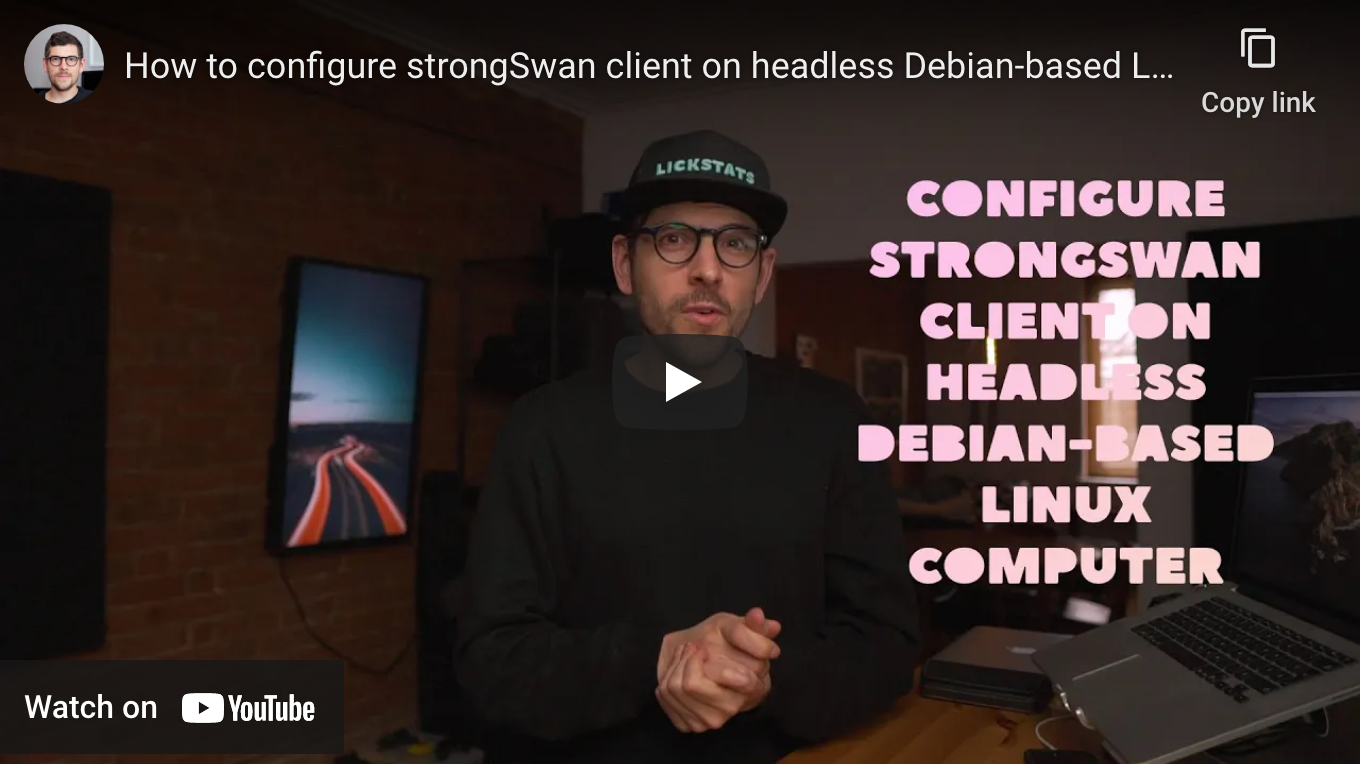 How to configure strongSwan client on headless Debian-based L...
Copy link
LICKSTATS
CONFIGURE
STRONGSWAN
CLIENT ON
HEADLESS
DEBIAN-BASED
LINUX
COMPUTER
Watch on YouTube